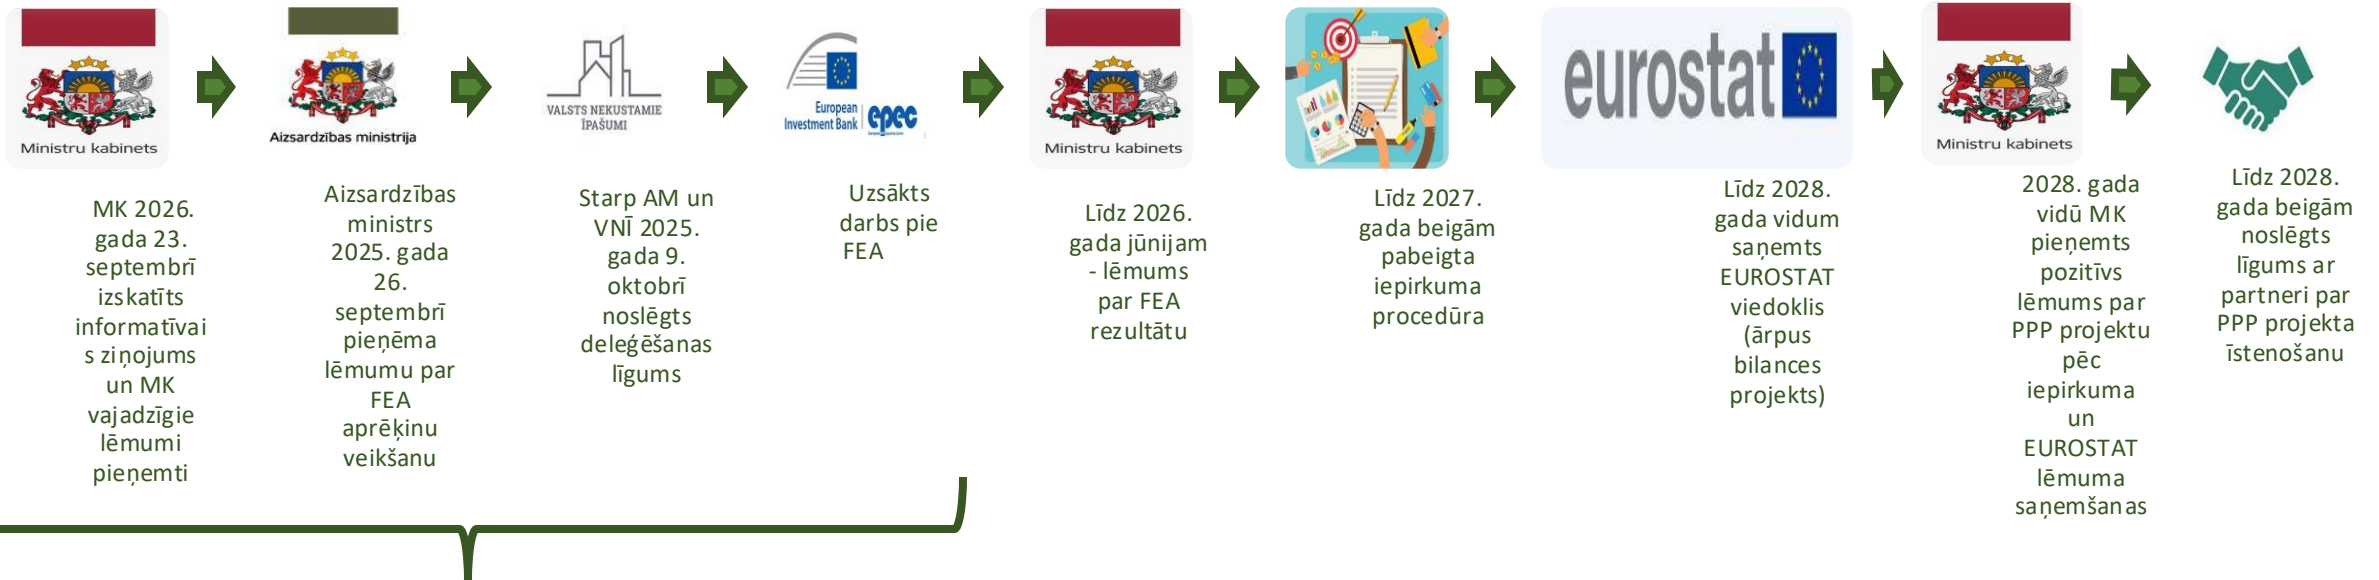 Ministru kabinets
MK 2026.
gada 23.
septembrī
izskatīts
informatīvai
s ziņojums
un MK
vajadzīgie
lēmumi
pieņemti
Aizsardzības ministrija
Aizsardzības
ministrs
2025. gada
26.
septembrī
pieņēma
lēmumu par
FEA
aprēķinu
veikšanu
VALSTS NEKUSTAMIE
ĪPAŠUMI
Starp AM un
VNĪ 2025.
gada 9.
oktobrī
noslēgts
deleģēšanas
līgums
European
Investment Bank
epec
Uzsākts
darbs pie
FEA
Ministru kabinets
Līdz 2026.
gada jūnijam
- lēmums
par FEA
rezultātu
Līdz 2027.
gada beigām
pabeigta
iepirkuma
procedūra
eurostat
Līdz 2028.
gada vidum
saņemts
EUROSTAT
viedoklis
(ārpus
bilances
projekts)
Ministru kabinets
2028. gada
vidū MK
pieņemts
pozitīvs
lēmums par
PPP projektu
pēc
iepirkuma
un
EUROSTAT
lēmuma
saņemšanas
Līdz 2028.
gada beigām
noslēgts
līgums ar
partneri par
PPP projekta
īstenošanu